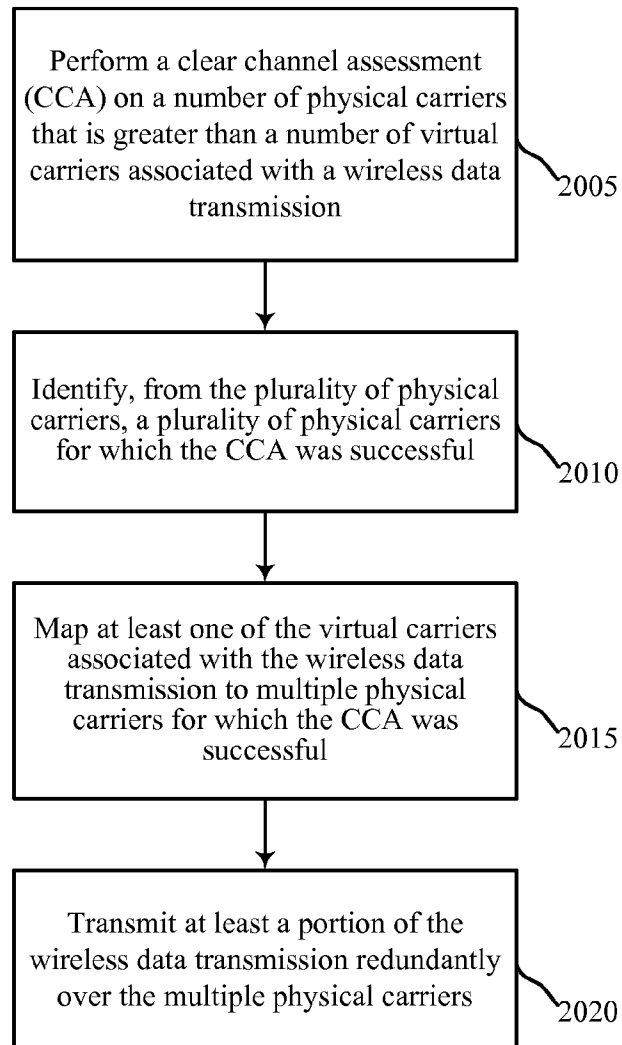 Perform a clear channel assessment
(CCA) on a number of physical carriers
that is greater than a number of virtual
carriers associated with a wireless data
transmission
2005
Identify, from the plurality of physical
carriers, a plurality of physical carriers
for which the CCA was successful
2010
Map at least one of the virtual carriers
associated with the wireless data
transmission to multiple physical
carriers for which the CCA was
successful
2015
Transmit at least a portion of the
wireless data transmission redundantly
over the multiple physical carriers
2020